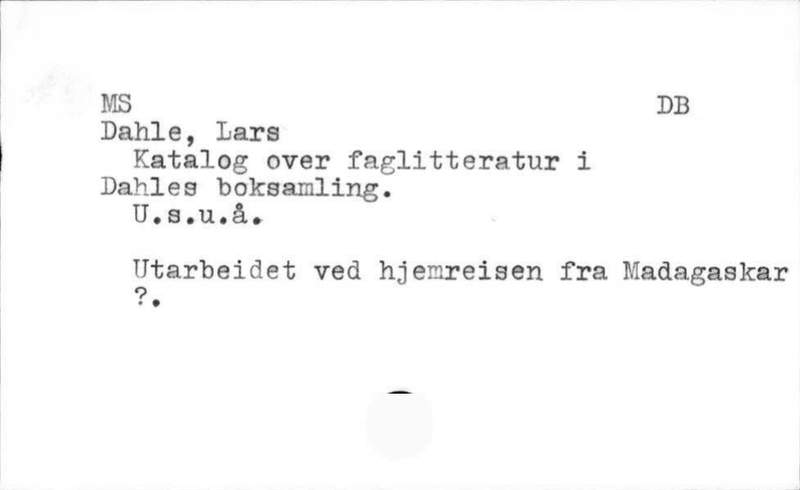 MS DB
Dahle, Lars
Katalog over faglitteratur i
Dahles boksamling.
U.s.u.å.
Utarbeidet ved hjemreisen fra Madagaskar
?.